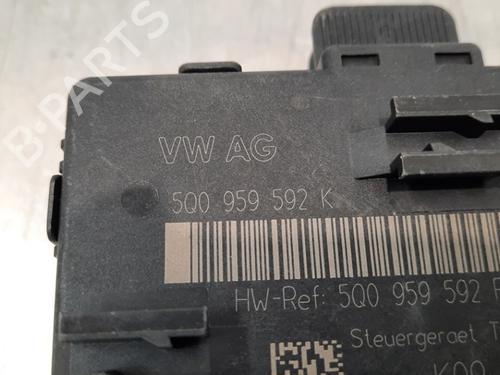 VW AG
5Q0 959 592 K
HW-Ref: 5Q0 959 592
Steuergeraet
B-PARTS